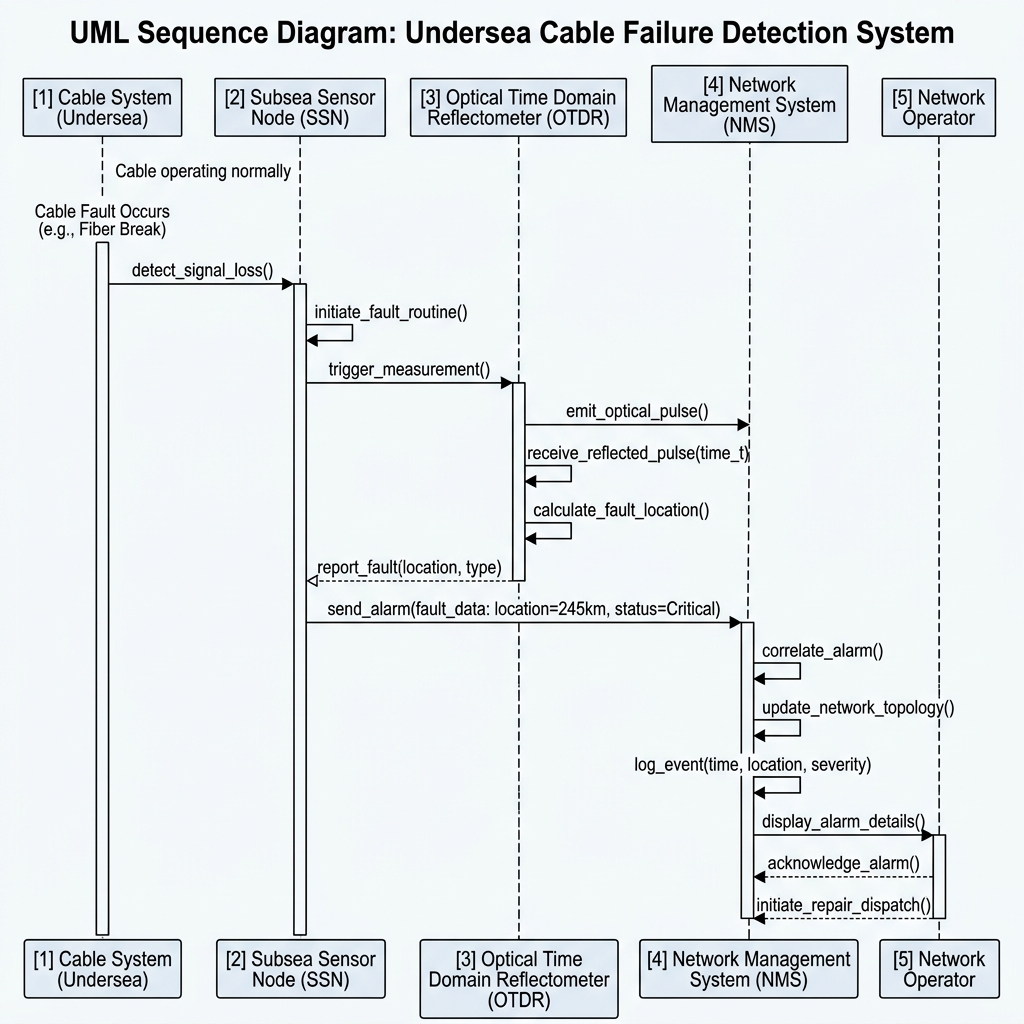 UML Sequence Diagram: Undersea Cable Failure Detection System
[1] Cable System
(Undersea)
[2] Subsea Sensor
Node (SSN)
[3] Optical Time Domain
Reflectometer (OTDR)
[4] Network
Management System
(NMS)
[5] Network
Operator
Cable operating normally
Cable Fault Occurs
(e.g., Fiber Break)
detect_signal_loss()
initiate_fault_routine()
trigger_measurement()
emit_optical_pulse()
receive_reflected_pulse(time_t)
calculate_fault_location()
report_fault(location, type)
send_alarm(fault_data: location=245km, status=Critical)
correlate_alarm()
update_network_topology()
log_event(time, location, severity)
display_alarm_details()
acknowledge_alarm()
initiate_repair_dispatch()
[1] Cable System
(Undersea)
[2] Subsea Sensor
Node (SSN)
[3] Optical Time
Domain Reflectometer
(OTDR)
[4] Network Management
System (NMS)
[5] Network
Operator